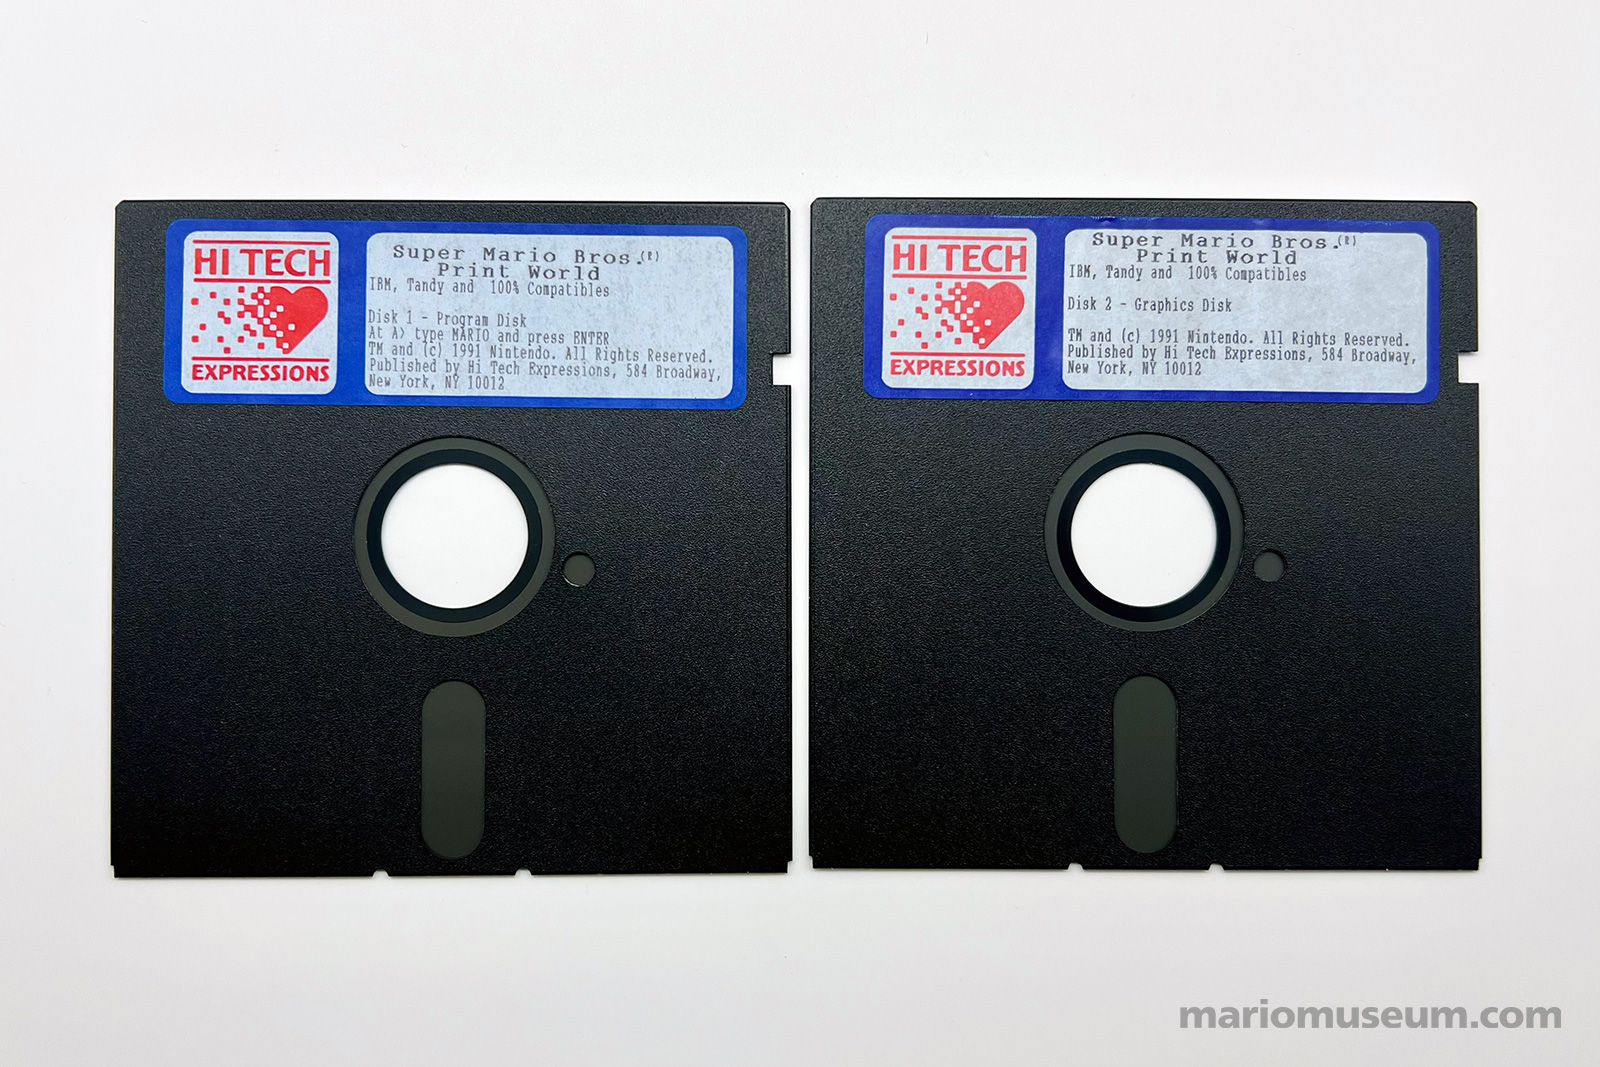 HI TECH
EXPRESSIONS
Super Mario Bros.(R)
Print World
IBM, Tandy and 100% Compatibles
Disk 1 - Program Disk
At A> type MARIO and press ENTER
TM and (c) 1991 Nintendo. All Rights Reserved.
Published by Hi Tech Expressions, 584 Broadway,
New York, NY 10012
HI TECH
EXPRESSIONS
Super Mario Bros.(R)
Print World
IBM, Tandy and 100% Compatibles
Disk 2 - Graphics Disk
TM and (c) 1991 Nintendo. All Rights Reserved.
Published by Hi Tech Expressions, 584 Broadway,
New York, NY 10012
mariomuseum.com